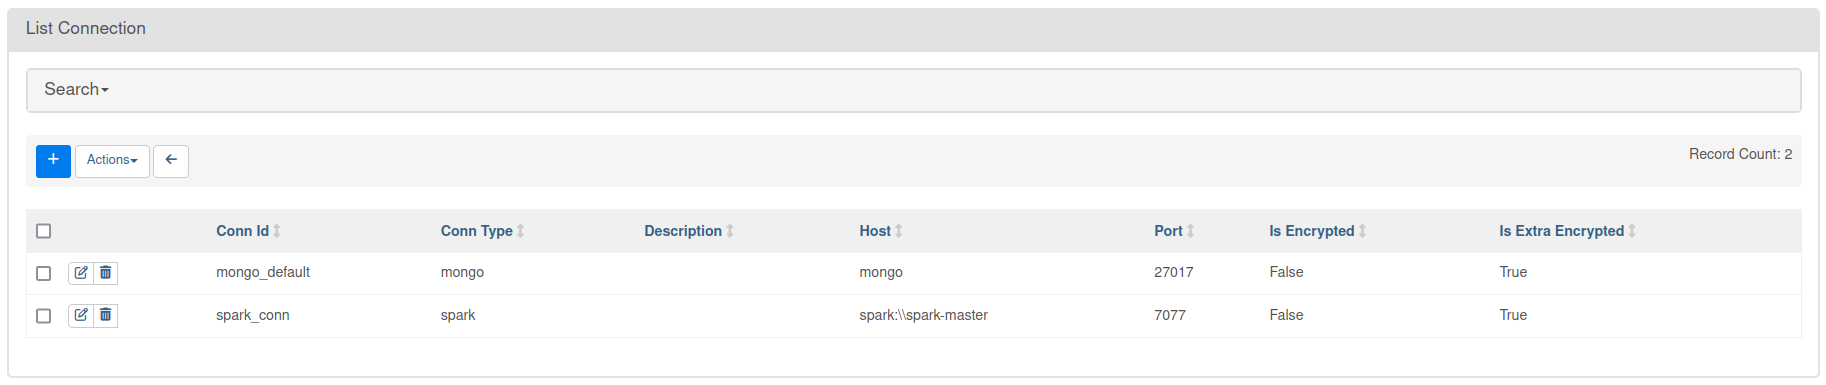 List Connection
Search
+ Actions Record Count: 2
Conn Id Conn Type Description Host Port Is Encrypted Is Extra Encrypted
mongo_default mongo mongo 27017 False True
spark_conn spark spark:\\spark-master 7077 False True